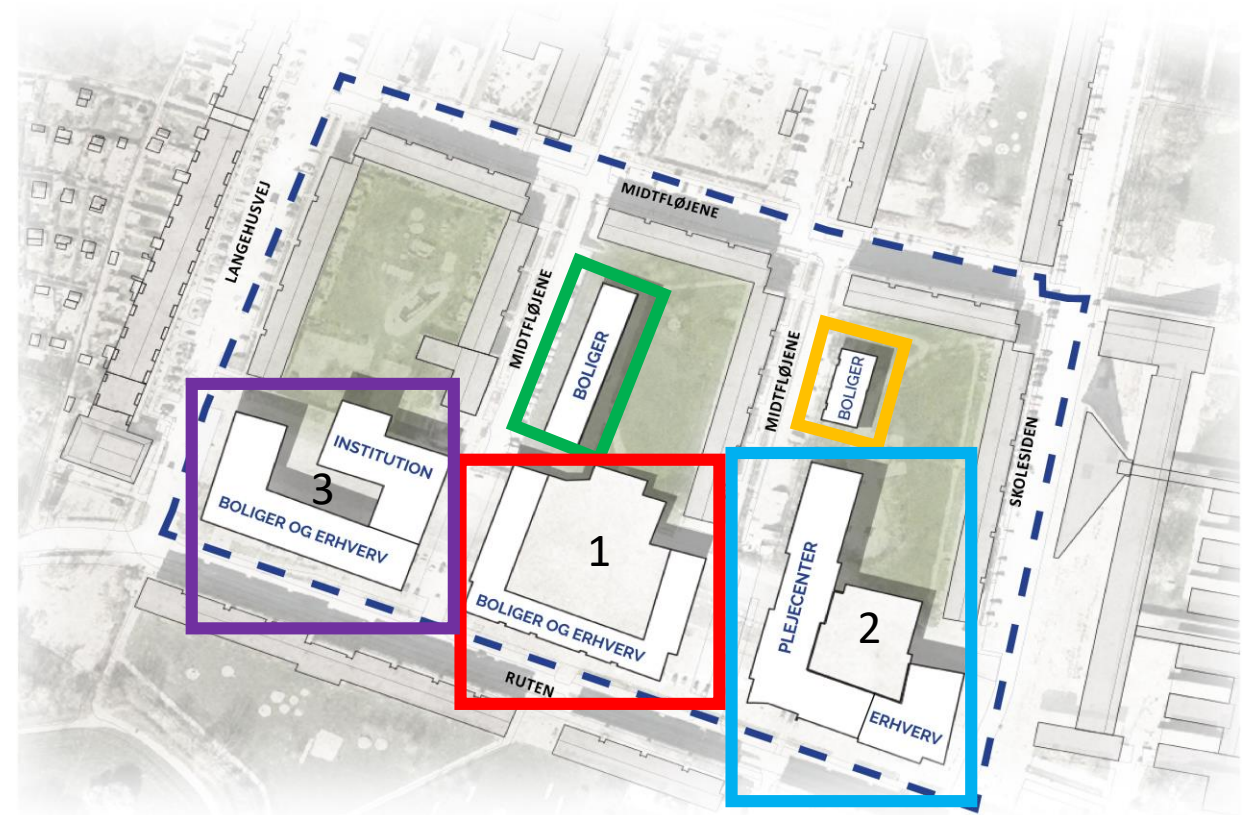 MIDTFLØJENE
LANGEHUSVEJ
MIDTFLØJENE
BOLIGER
MIDTFLØJENE
BOLIGER
SKOLESIDEN
INSTITUTION
3
BOLIGER OG ERHVERV
1
BOLIGER OG ERHVERV
PLEJECENTER
2
ERHVERV
RUTEN